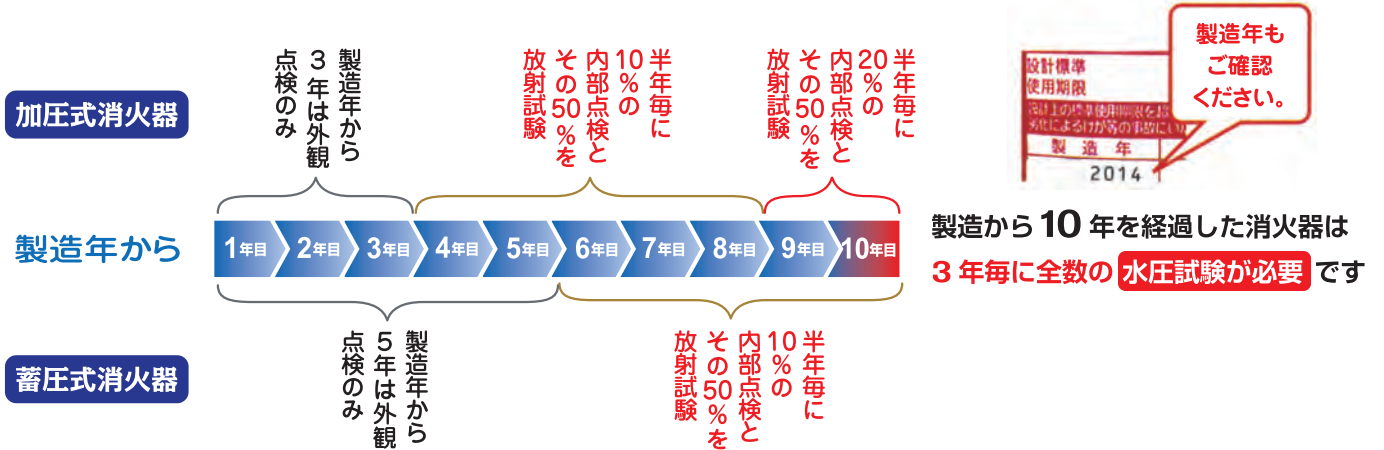 加圧式消火器
製造年から
3年は外観
点検のみ
半年毎に
10%の
内部点検と
その50%を
放射試験
半年毎に
20%の
内部点検と
その50%を
放射試験
製造年から
1年目
2年目
3年目
4年目
5年目
6年目
7年目
8年目
9年目
10年目
蓄圧式消火器
製造年から
5年は外観
点検のみ
半年毎に
10%の
内部点検と
その50%を
放射試験
製造年も
ご確認
ください。
設計標準
使用期限
製造年
2014
製造から10年を経過した消火器は
3年毎に全数の水圧試験が必要です